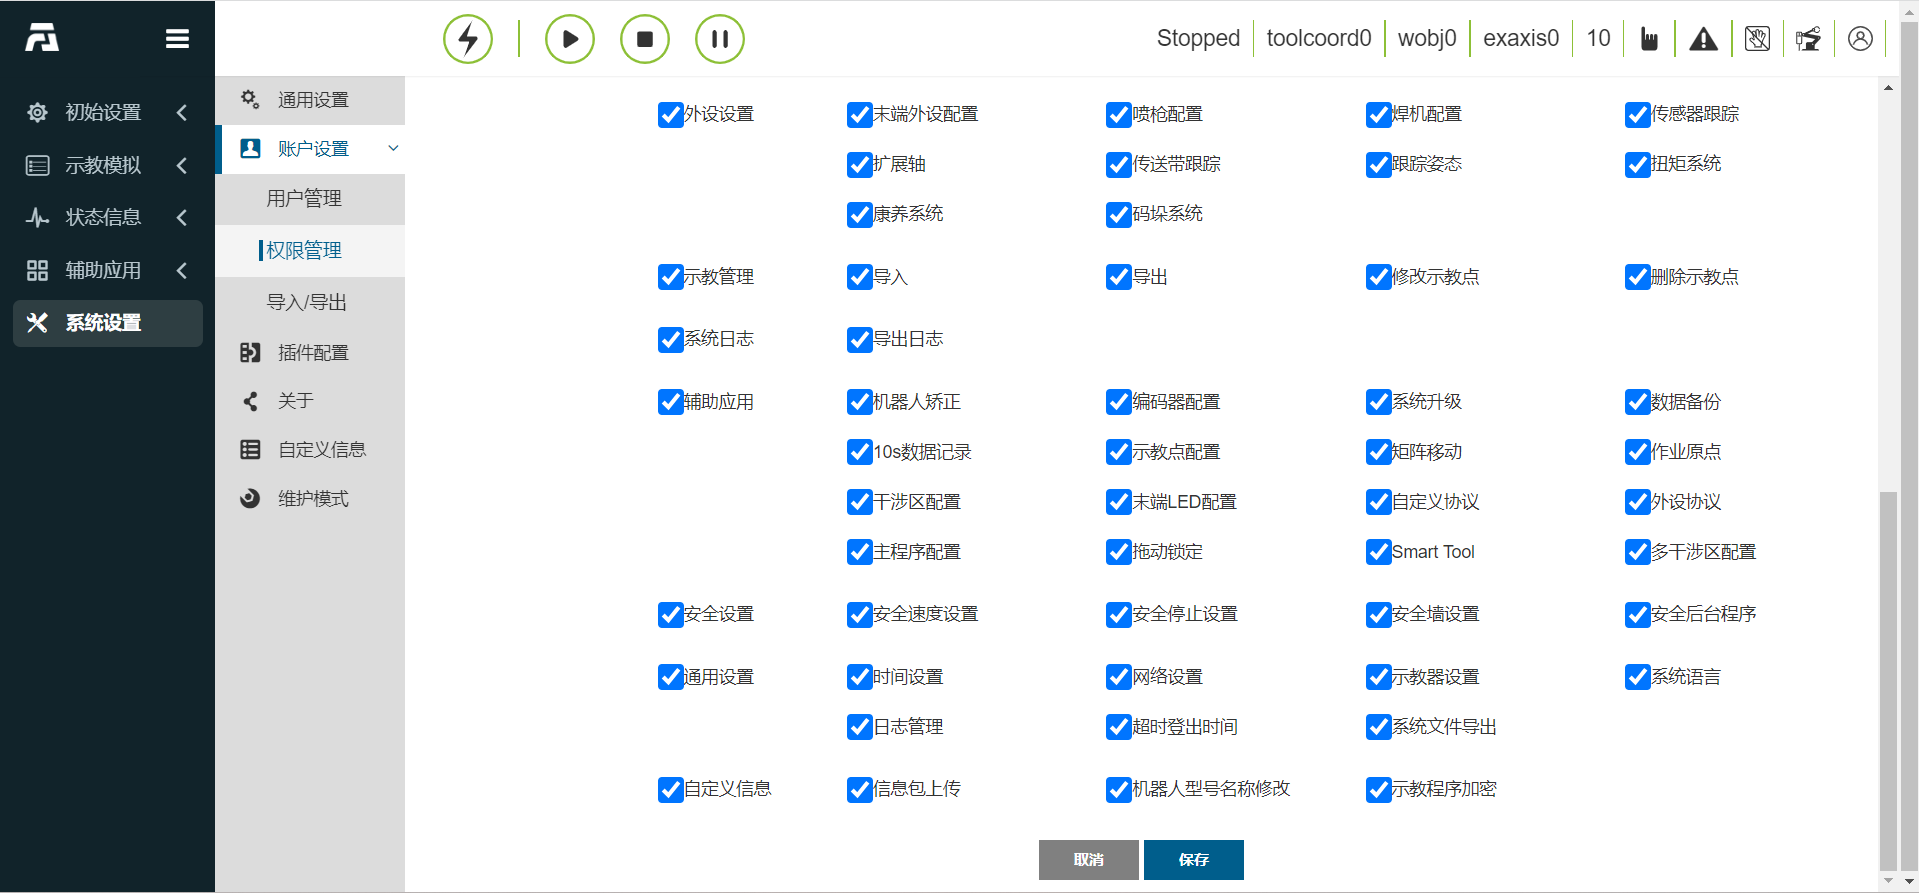 Stopped toolcoord0 wobj0 exaxis0 10
初始设置
示教模拟
状态信息
辅助应用
系统设置
通用设置
账户设置
用户管理
权限管理
导入/导出
插件配置
关于
自定义信息
维护模式
外设设置 末端外设配置 喷枪配置 焊机配置 传感器跟踪
扩展轴 传送带跟踪 跟踪姿态 扭矩系统
康养系统 码垛系统
示教管理 导入 导出 修改示教点 删除示教点
系统日志 导出日志
辅助应用 机器人矫正 编码器配置 系统升级 数据备份
10s数据记录 示教点配置 矩阵移动 作业原点
干涉区配置 末端LED配置 自定义协议 外设协议
主程序配置 拖动锁定 Smart Tool 多干涉区配置
安全设置 安全速度设置 安全停止设置 安全墙设置 安全后台程序
通用设置 时间设置 网络设置 示教器设置 系统语言
日志管理 超时登出时间 系统文件导出
自定义信息 信息包上传 机器人型号名称修改 示教程序加密
取消 保存